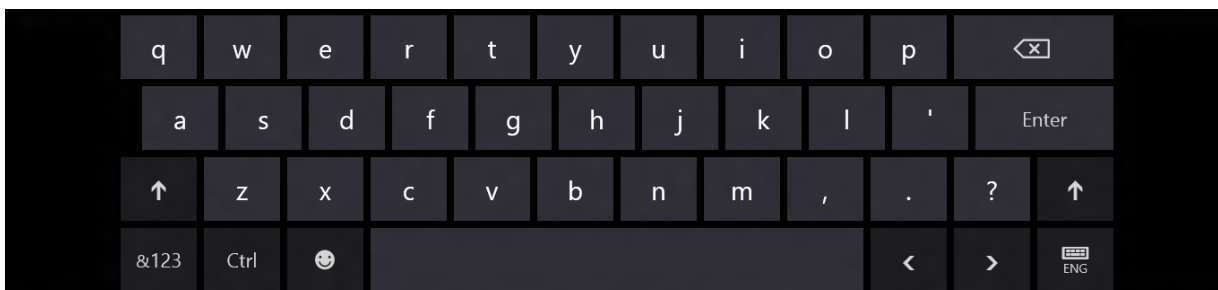 q w e r t y u i o p
a s d f g h j k l ' Enter
z x c v b n m , . ?
&123 Ctrl < > ENG